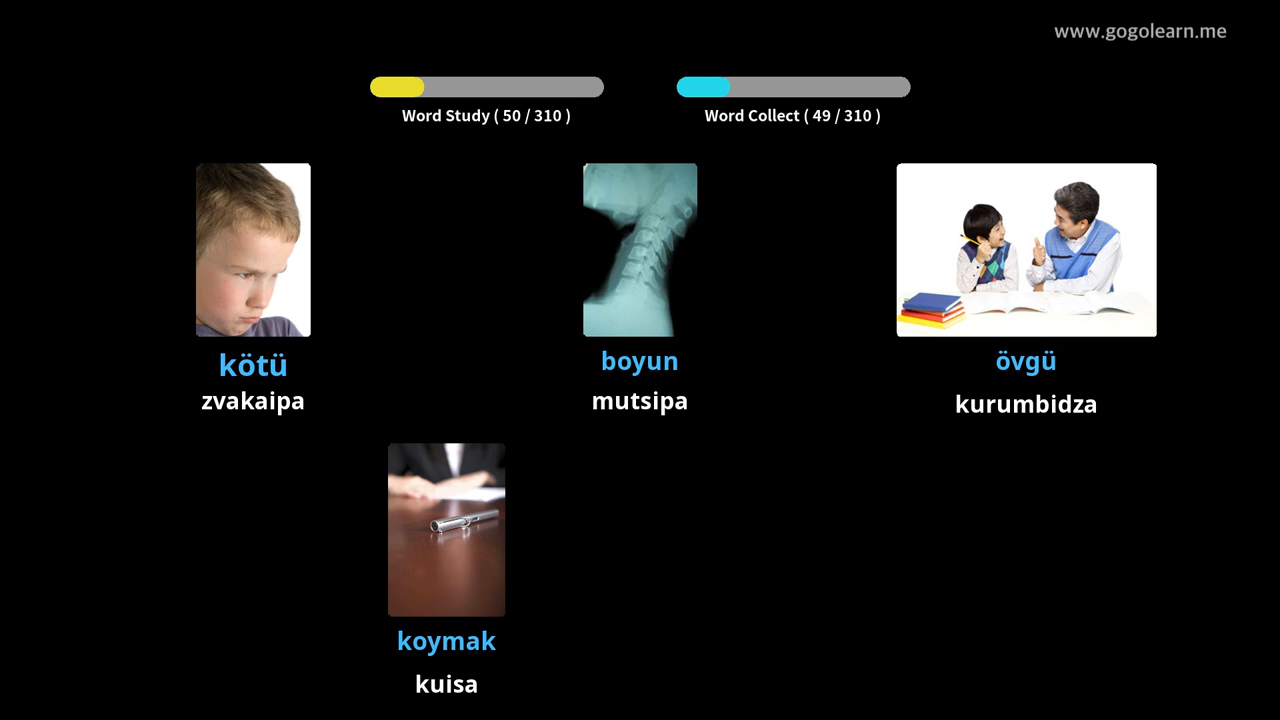 www.gogolearn.me
Word Study ( 50 / 310 )
Word Collect ( 49 / 310 )
kötü
zvakaipa
boyun
mutsipa
övgü
kurumbidza
koymak
kuisa